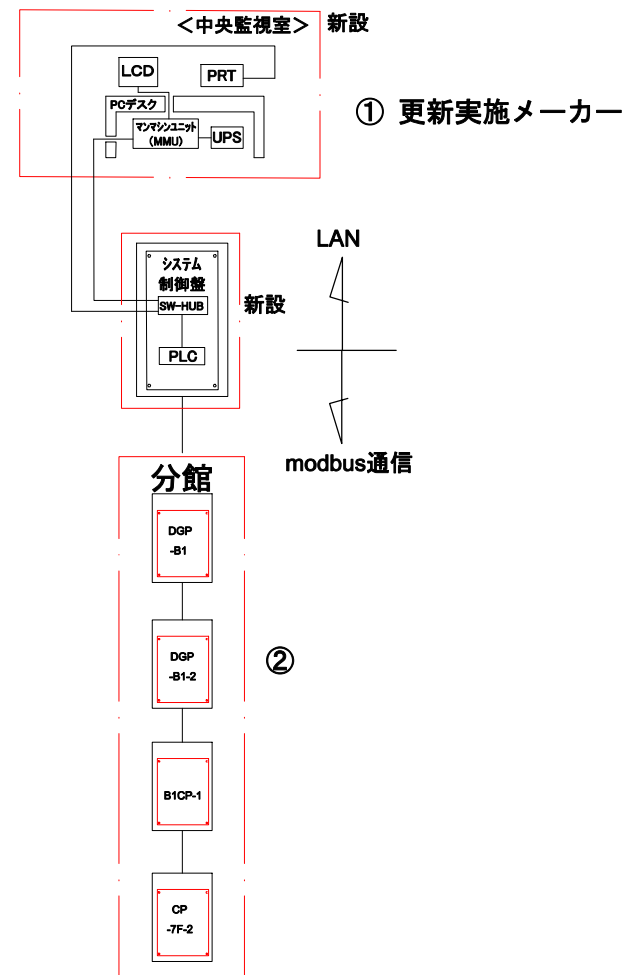 ＜中央監視室＞ 新設
LCD
PRT
PCデスク
マンマシンユニット
(MMU)
UPS
① 更新実施メーカー
LAN
システム
制御盤
SW-HUB
新設
PLC
modbus通信
分館
DGP
-B1
DGP
-B1-2
②
B1CP-1
CP
-7F-2